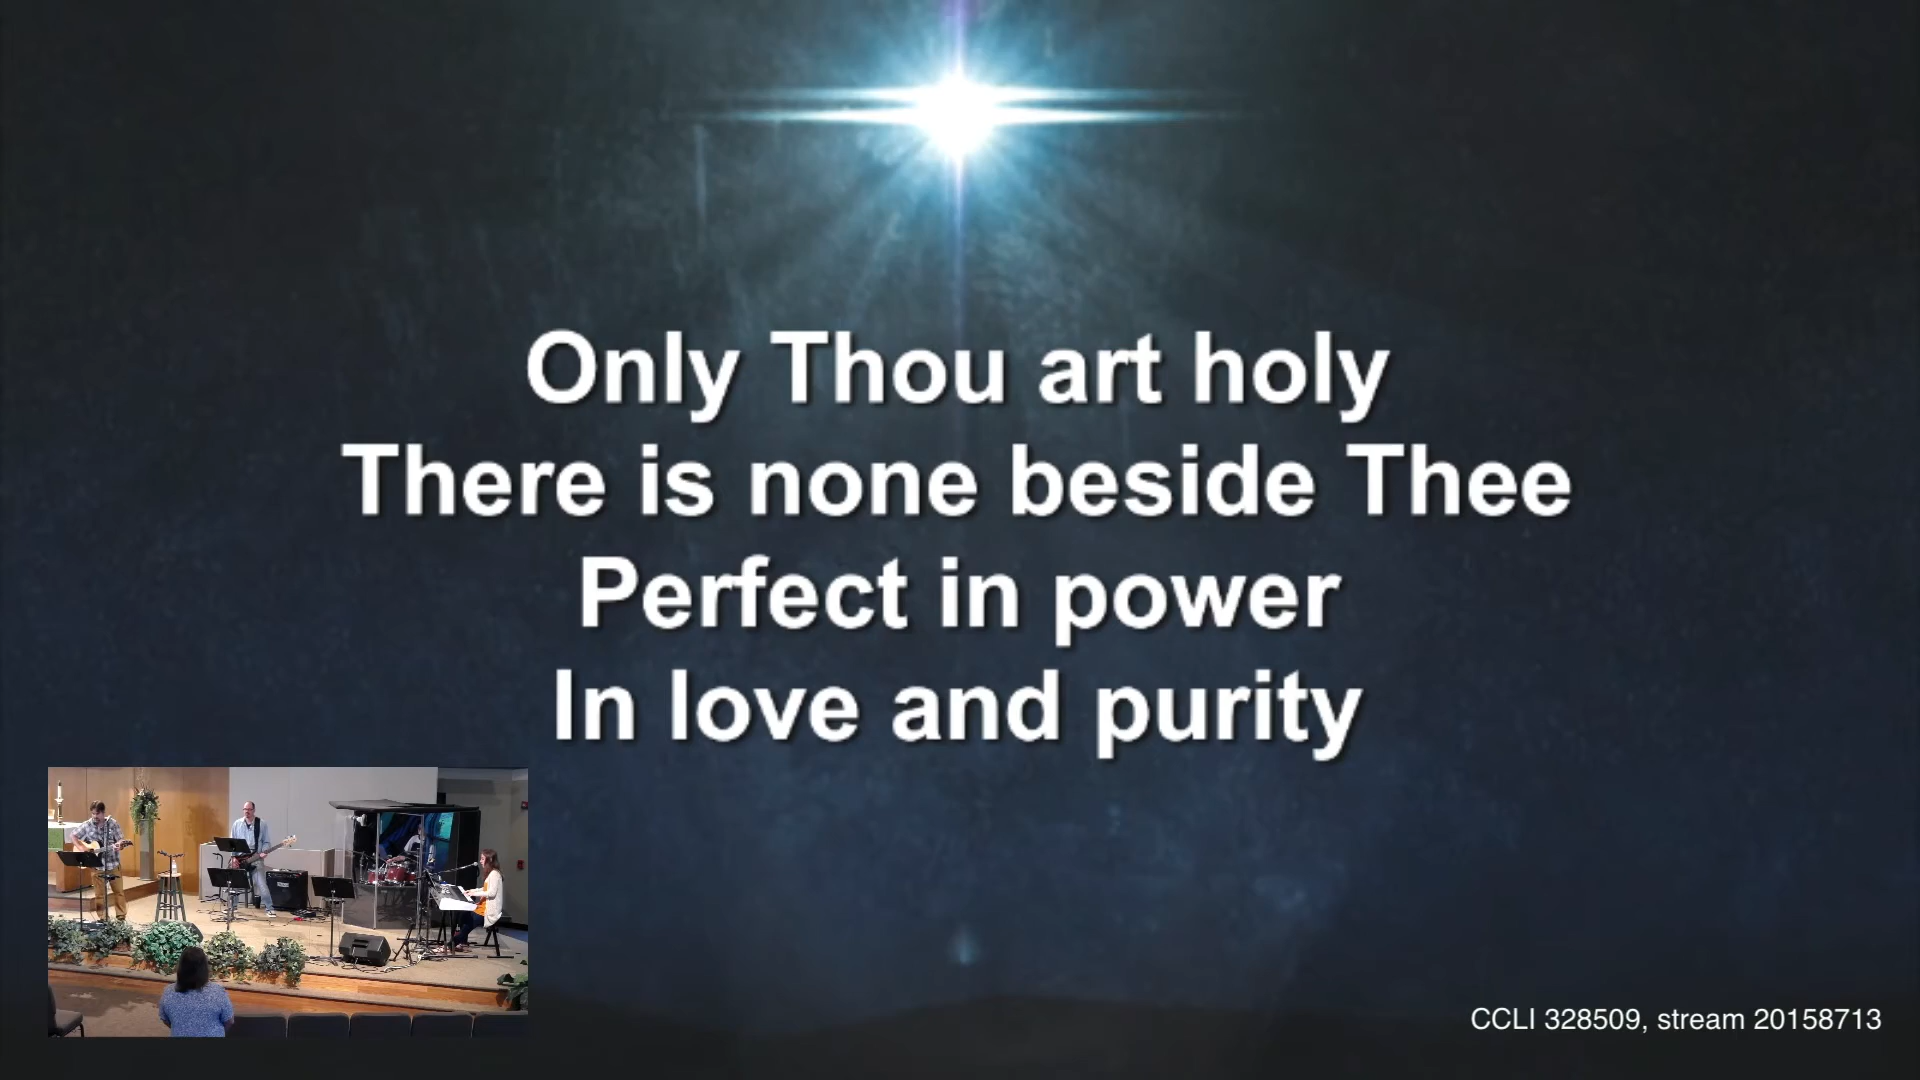 Only Thou art holy
There is none beside Thee
Perfect in power
In love and purity
CCLI 328509, stream 20158713